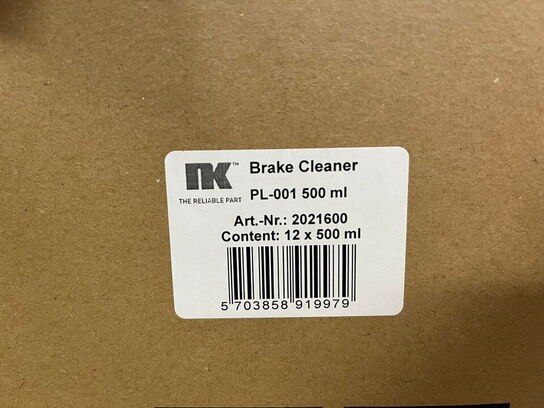 NK™ Brake Cleaner
THE RELIABLE PART PL-001 500 ml
Art.-Nr.: 2021600
Content: 12 x 500 ml
5 703858 919979